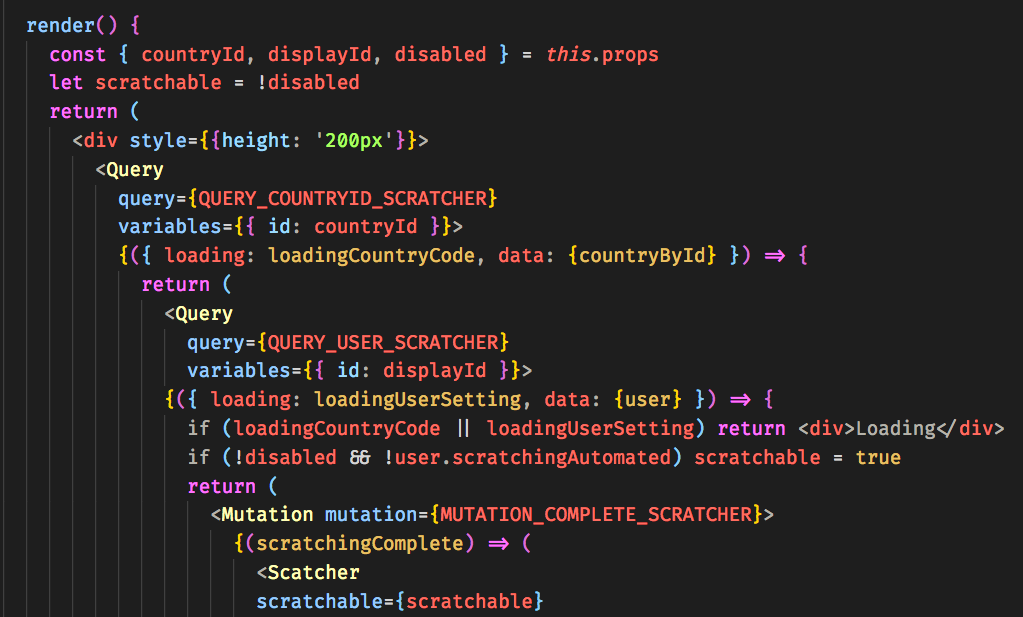 render() {
const { countryId, displayId, disabled } = this.props
let scratchable = !disabled
return (
<div style={{height: '200px'}}>
<Query
query={QUERY_COUNTRYID_SCRATCHER}
variables={{ id: countryId }}>
{({ loading: loadingCountryCode, data: {countryById} }) => {
return (
<Query
query={QUERY_USER_SCRATCHER}
variables={{ id: displayId }}>
{({ loading: loadingUserSetting, data: {user} }) => {
if (loadingCountryCode || loadingUserSetting) return <div>Loading</div>
if (!disabled && !user.scratchingAutomated) scratchable = true
return (
<Mutation mutation={MUTATION_COMPLETE_SCRATCHER}>
{(scratchingComplete) => (
<Scatcher
scratchable={scratchable}